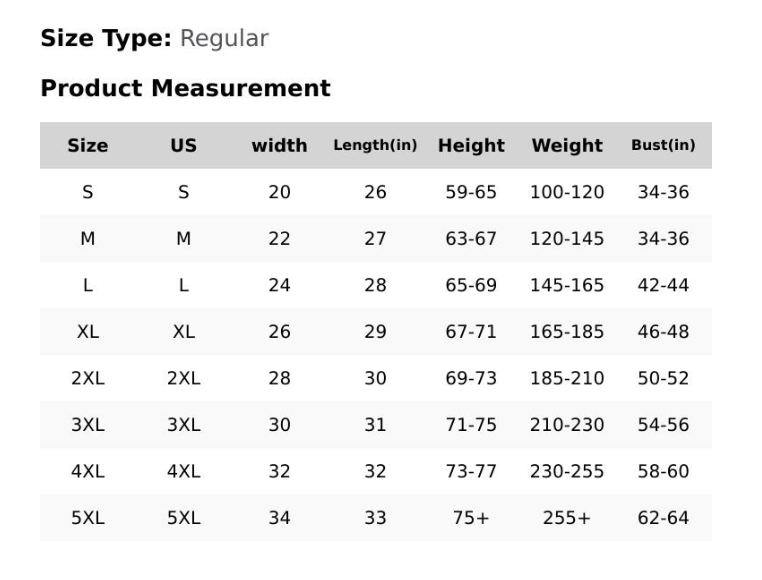 Size Type: Regular
Product Measurement
Size US width Length(in) Height Weight Bust(in)
S S 20 26 59-65 100-120 34-36
M M 22 27 63-67 120-145 34-36
L L 24 28 65-69 145-165 42-44
XL XL 26 29 67-71 165-185 46-48
2XL 2XL 28 30 69-73 185-210 50-52
3XL 3XL 30 31 71-75 210-230 54-56
4XL 4XL 32 32 73-77 230-255 58-60
5XL 5XL 34 33 75+ 255+ 62-64